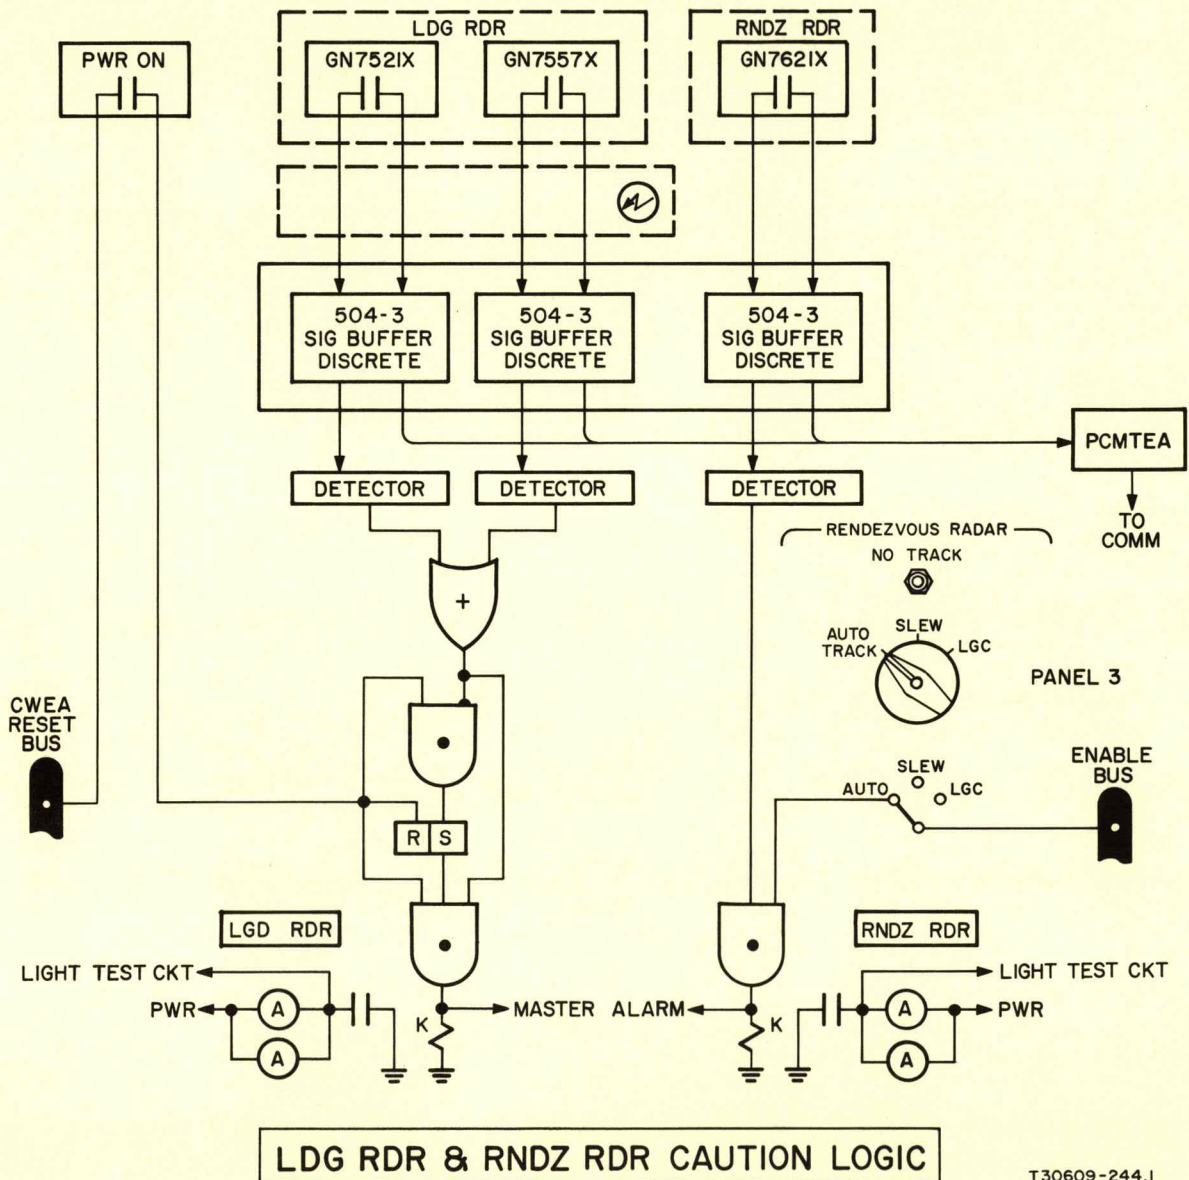 LDG RDR
RNDZ RDR
PWR ON
GN7521X
GN7557X
GN7621X
504-3
SIG BUFFER
DISCRETE
504-3
SIG BUFFER
DISCRETE
504-3
SIG BUFFER
DISCRETE
PCMTEA
TO
COMM
DETECTOR
DETECTOR
DETECTOR
RENDEZVOUS RADAR
NO TRACK
+
AUTO
TRACK
SLEW
LGC
PANEL 3
CWEA
RESET
BUS
ENABLE
BUS
AUTO
SLEW
LGC
R S
LGD RDR
RNDZ RDR
LIGHT TEST CKT
LIGHT TEST CKT
PWR
A
A
K
MASTER ALARM
K
A
A
PWR
LDG RDR & RNDZ RDR CAUTION LOGIC
T30609-244.1